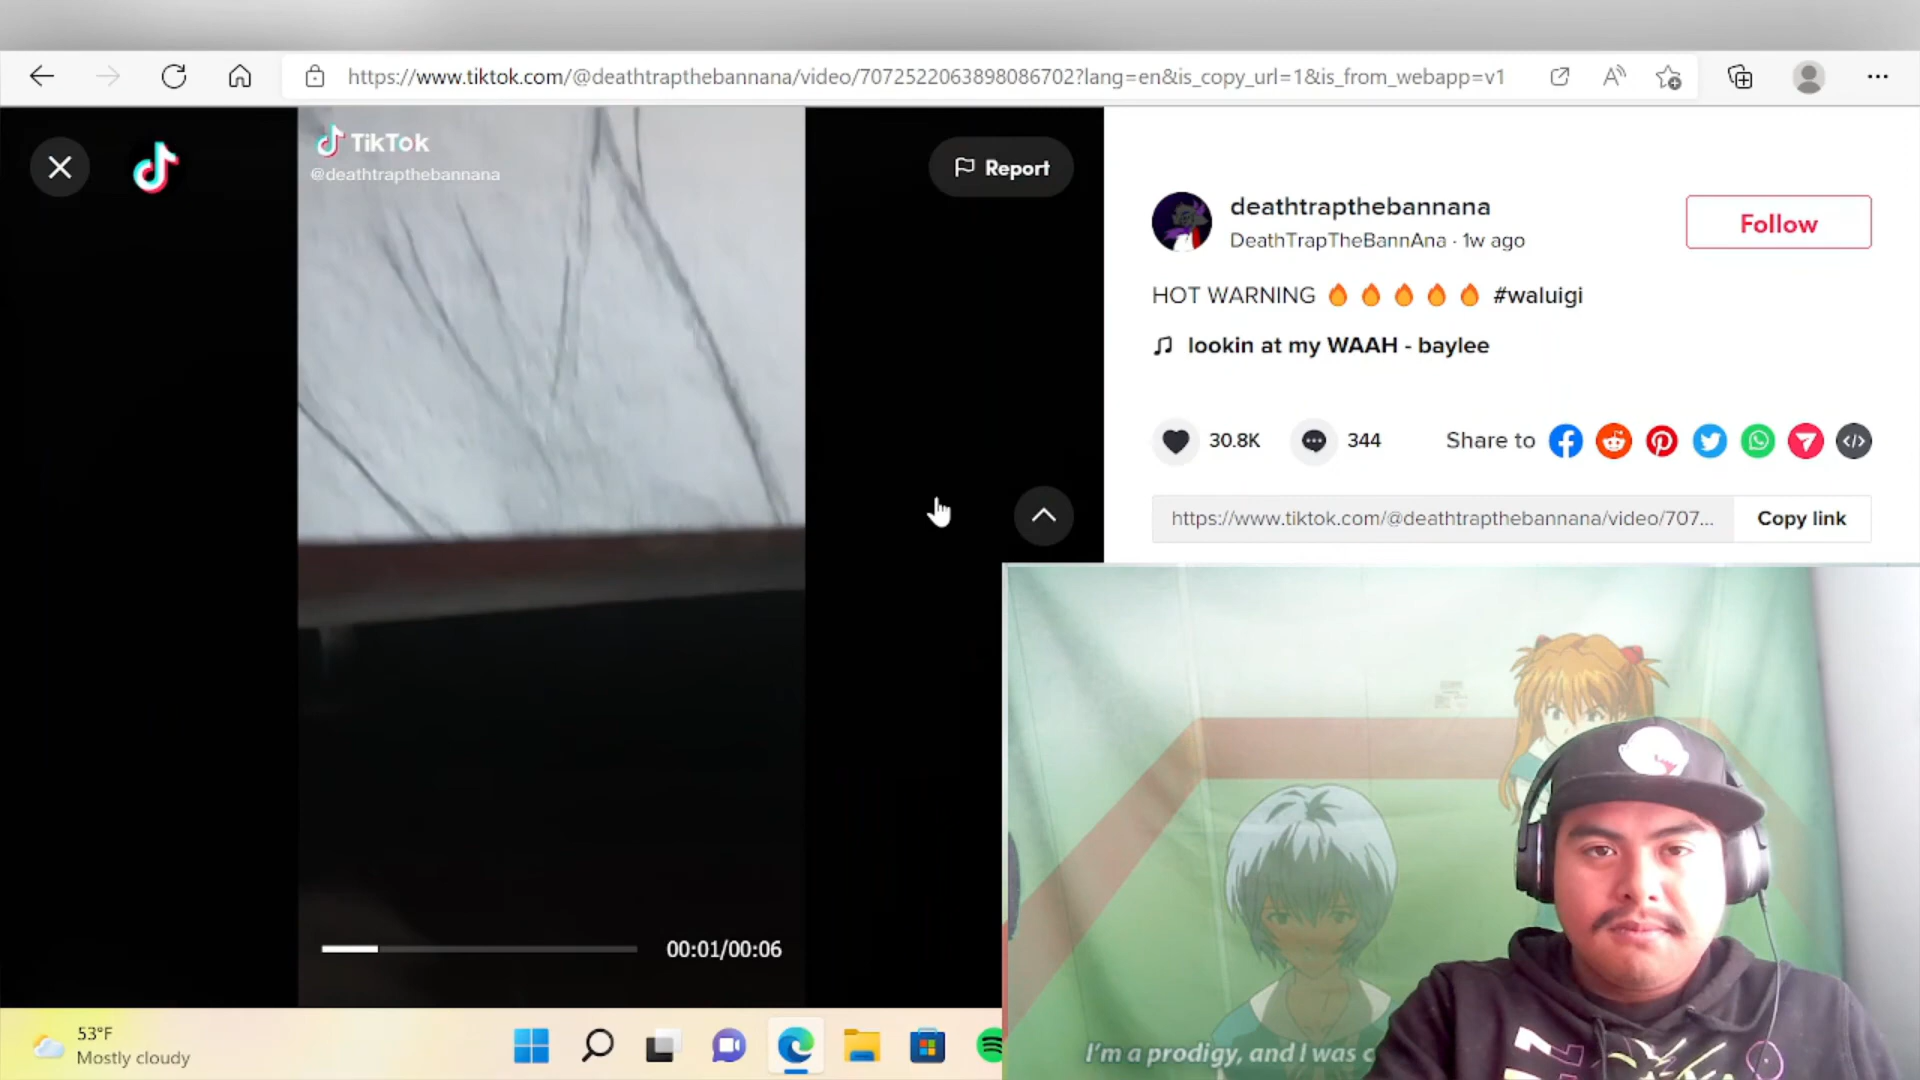 https://www.tiktok.com/@deathtrapthebannana/video/7072522063898086702?lang=en&is_copy_url=1&is_from_webapp=v1
TikTok
@deathtrapthebannana
Report
deathtrapthebannana
DeathTrapTheBannAna · 1w ago
Follow
HOT WARNING 🔥🔥🔥🔥🔥 #waluigi
lookin at my WAAH - baylee
30.8K
344
Share to
https://www.tiktok.com/@deathtrapthebannana/video/707...
Copy link
00:01/00:06
I'm a prodigy, and I was c
53°F
Mostly cloudy